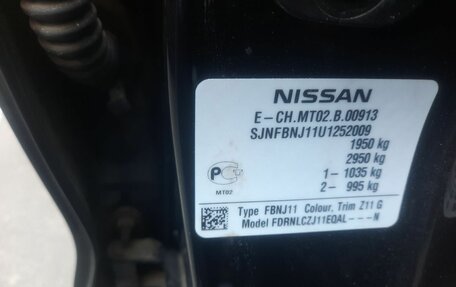 NISSAN
E-CH.MT02.B.00913
SJNFBNJ11U1252009
1950 kg
2950 kg
1- 1035 kg
2- 995 kg
PC
MT02
Type FBNJ11 Colour, Trim Z11 G
Model FDRNLCZJ11EQAL---N